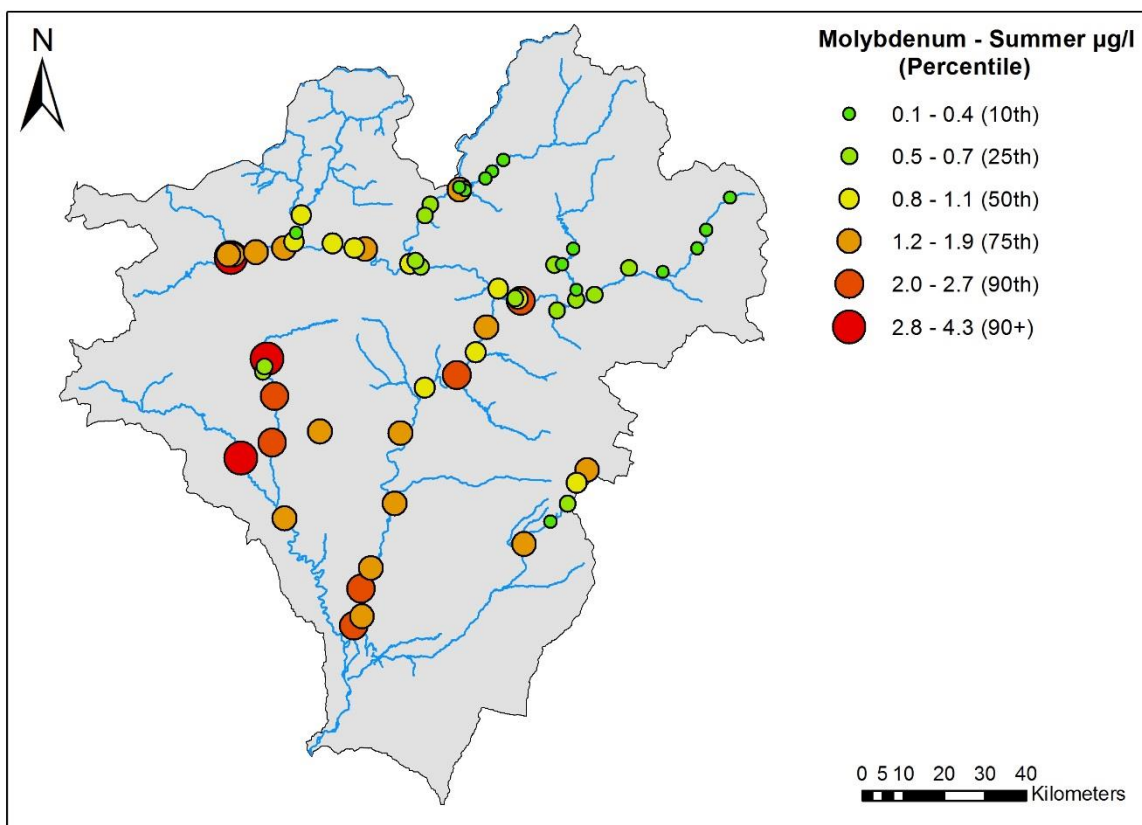 N
Molybdenum - Summer µg/l
(Percentile)
0.1 - 0.4 (10th)
0.5 - 0.7 (25th)
0.8 - 1.1 (50th)
1.2 - 1.9 (75th)
2.0 - 2.7 (90th)
2.8 - 4.3 (90+)
0 5 10 20 30 40
Kilometers